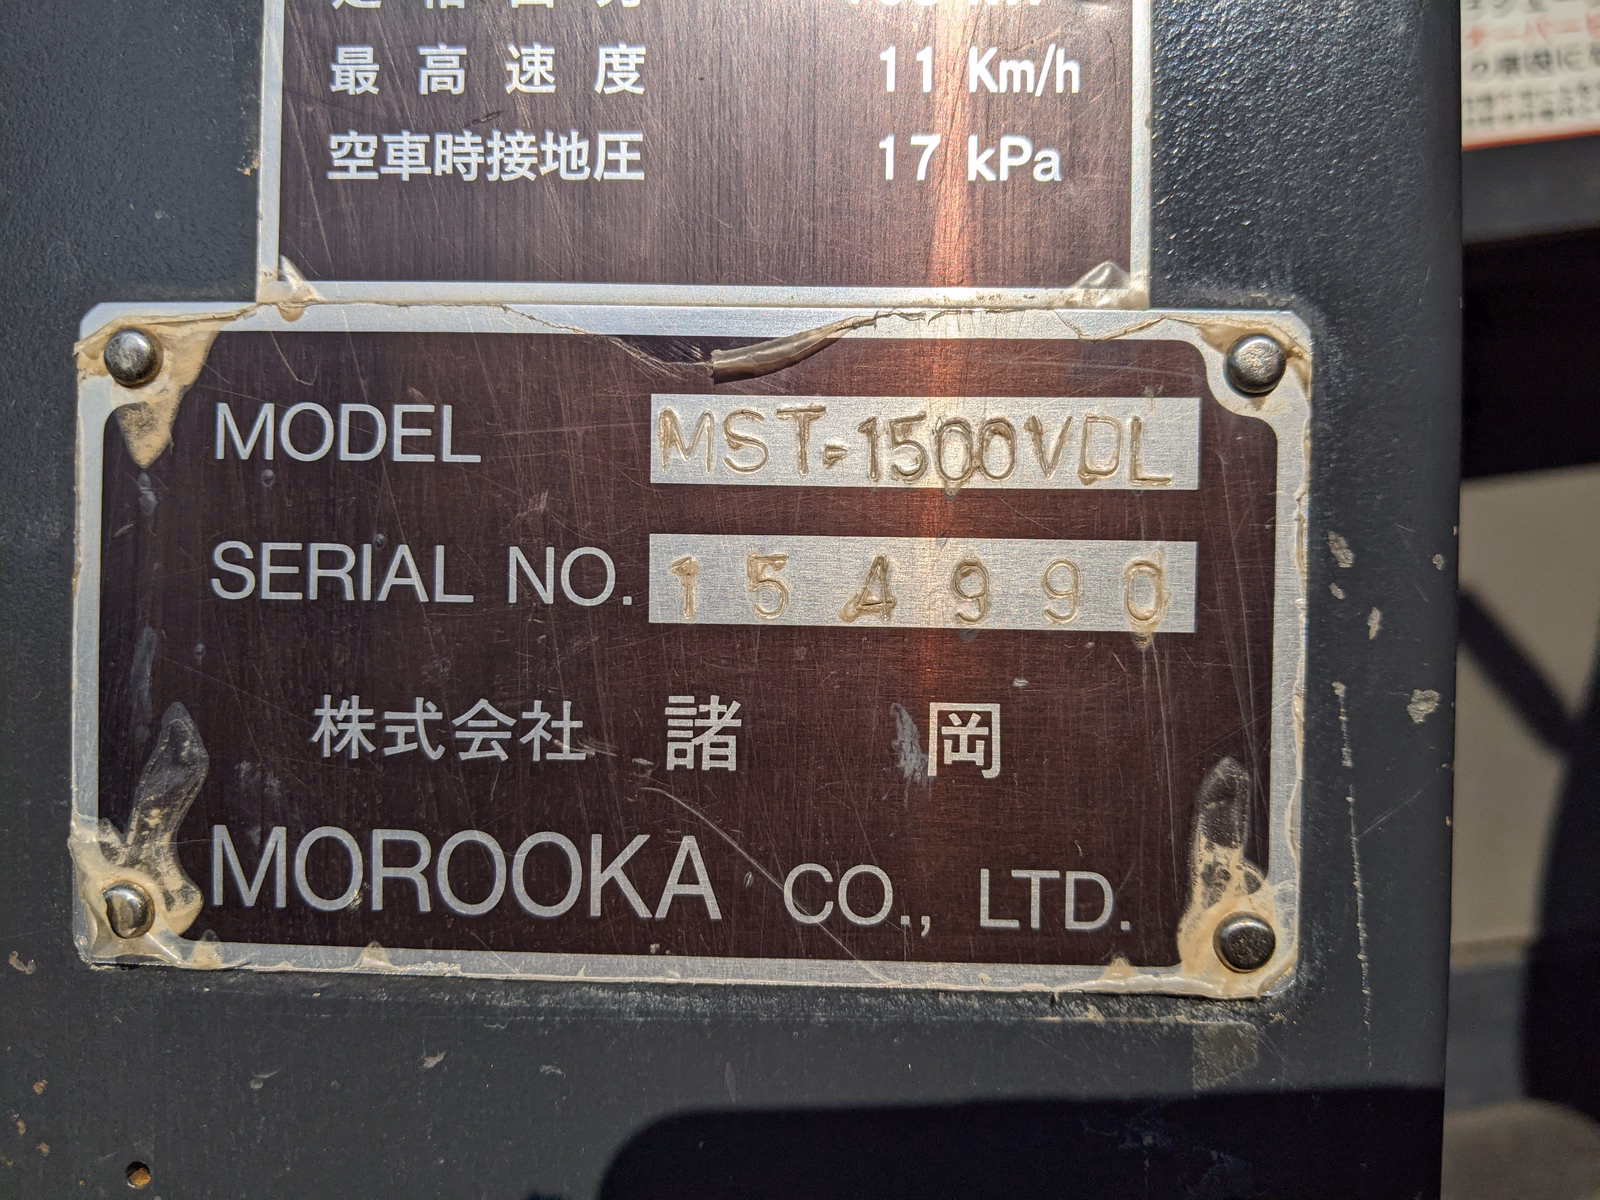 最高速度 11 Km/h
空車時接地圧 17 kPa
MODEL MST-1500VDL
SERIAL NO. 154990
株式会社 諸 岡
MOROOKA CO., LTD.